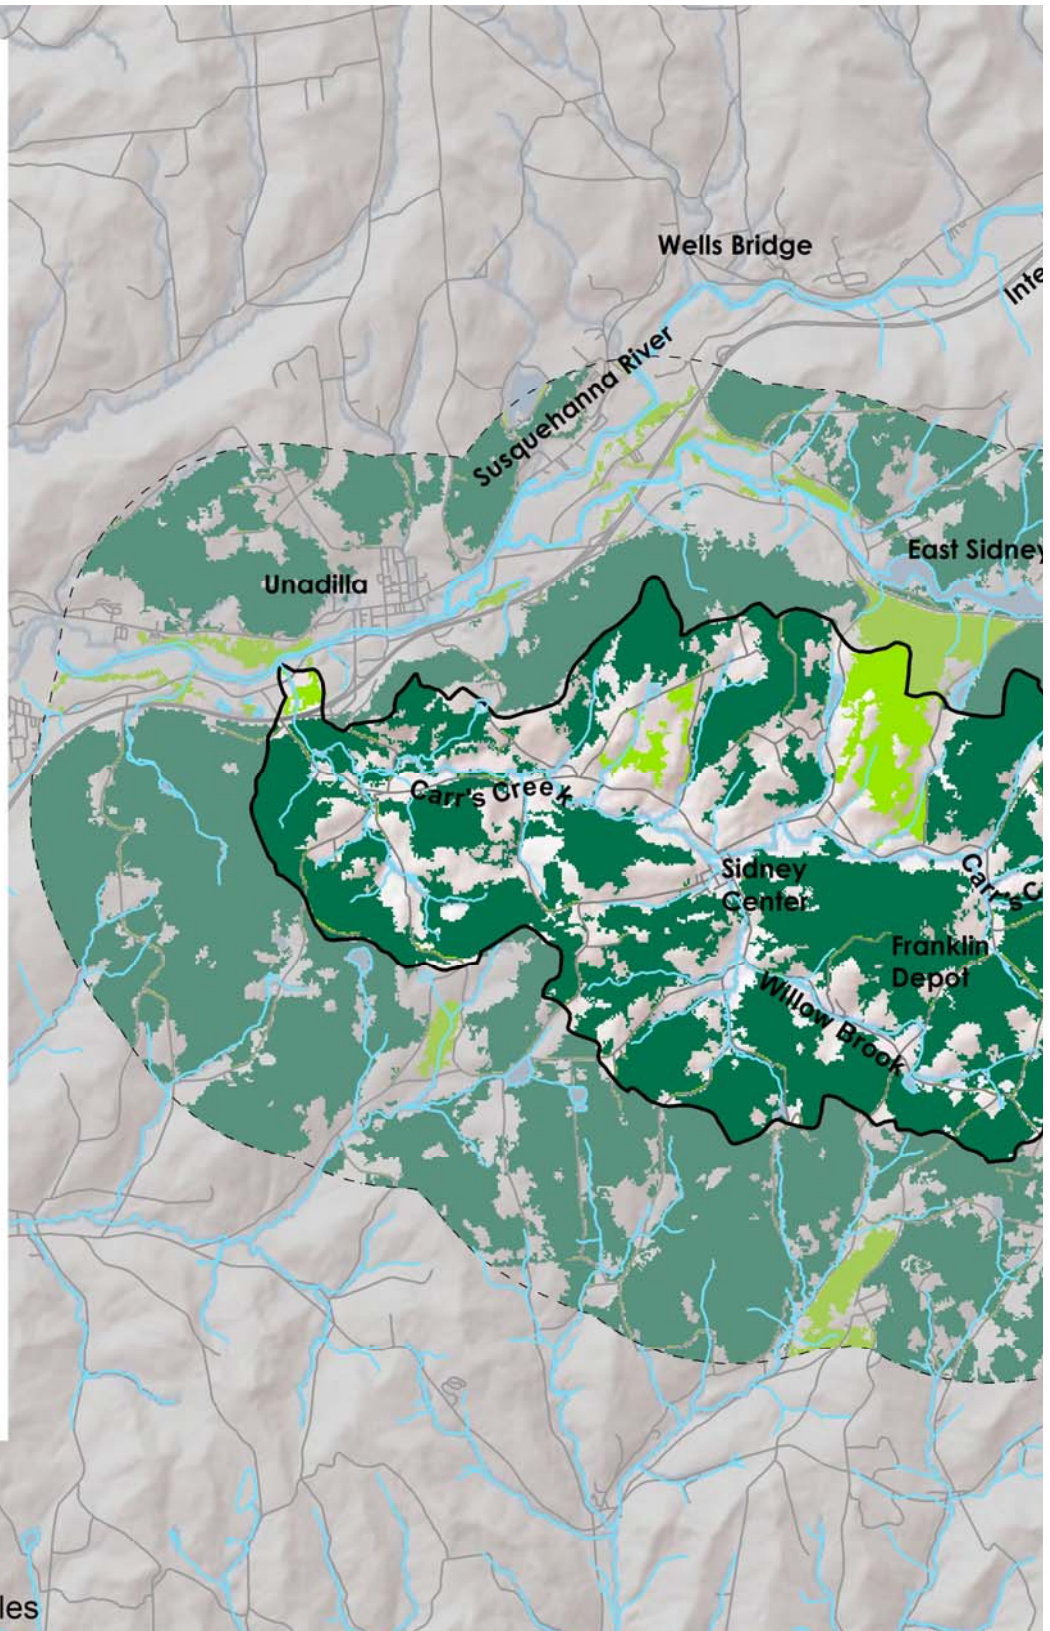 Wells Bridge
Inte
Susquehanna River
East Sidney
Unadilla
Carr's Creek
Sidney
Center
Carr's C
Franklin
Depot
Willow Brook
les